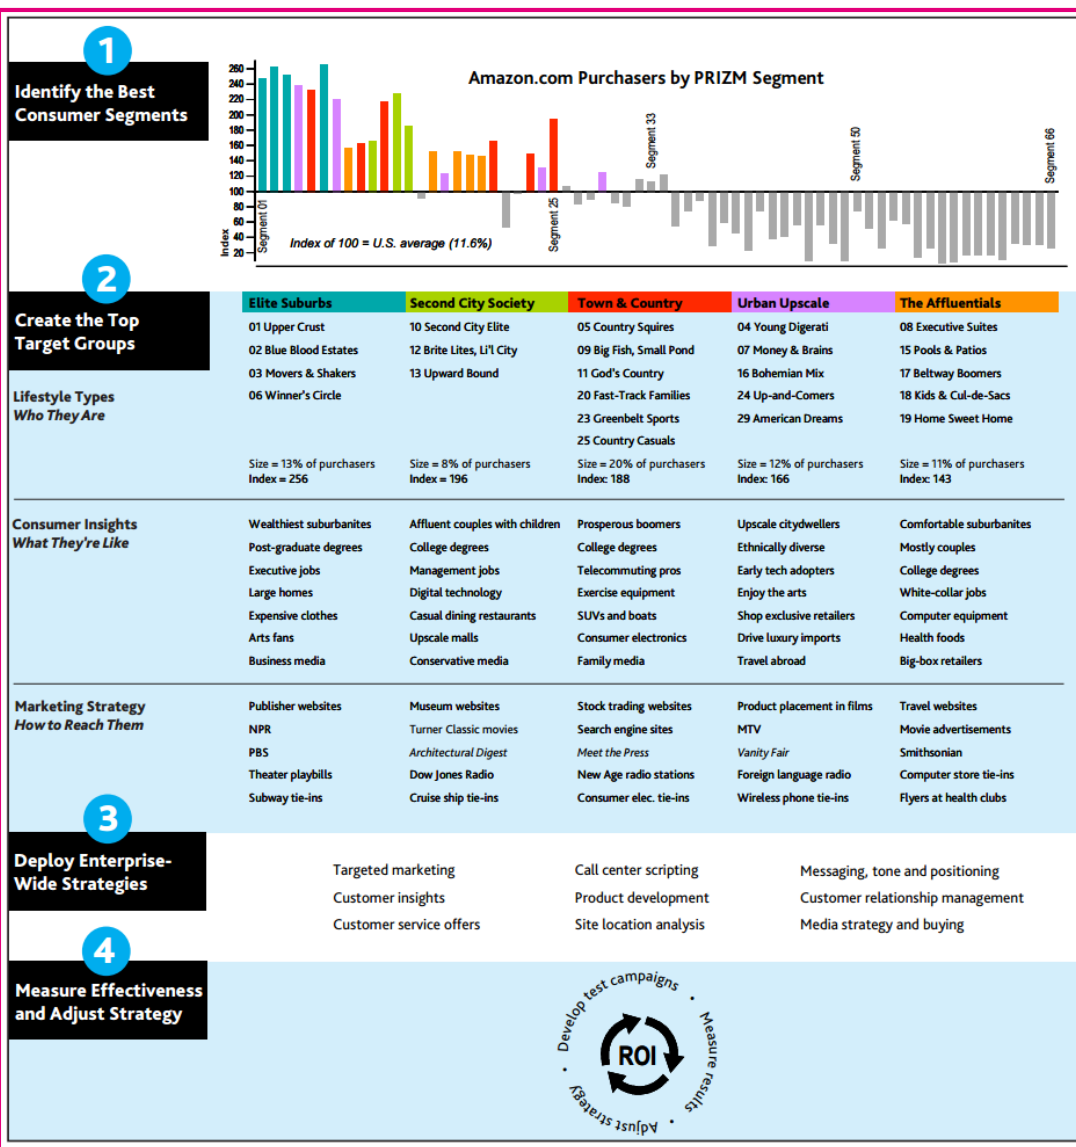 1
Identify the Best
Consumer Segments
Amazon.com Purchasers by PRIZM Segment
260
240
220
200
180
160
140
120
100
80
60
40
20
Index
Segment 01
Segment 25
Segment 33
Segment 50
Segment 66
Index of 100 = U.S. average (11.6%)
2
Create the Top
Target Groups
Elite Suburbs Second City Society Town & Country Urban Upscale The Affluentials
01 Upper Crust 10 Second City Elite 05 Country Squires 04 Young Digerati 08 Executive Suites
02 Blue Blood Estates 12 Brite Lites, Li'l City 09 Big Fish, Small Pond 07 Money & Brains 15 Pools & Patios
03 Movers & Shakers 13 Upward Bound 11 God's Country 16 Bohemian Mix 17 Beltway Boomers
Lifestyle Types
Who They Are
06 Winner's Circle 20 Fast-Track Families 24 Up-and-Comers 18 Kids & Cul-de-Sacs
23 Greenbelt Sports 29 American Dreams 19 Home Sweet Home
25 Country Casuals
Size = 13% of purchasers Size = 8% of purchasers Size = 20% of purchasers Size = 12% of purchasers Size = 11% of purchasers
Index = 256 Index = 196 Index: 188 Index: 166 Index: 143
Consumer Insights
What They're Like
Wealthiest suburbanites Affluent couples with children Prosperous boomers Upscale citydwellers Comfortable suburbanites
Post-graduate degrees College degrees College degrees Ethnically diverse Mostly couples
Executive jobs Management jobs Telecommuting pros Early tech adopters College degrees
Large homes Digital technology Exercise equipment Enjoy the arts White-collar jobs
Expensive clothes Casual dining restaurants SUVs and boats Shop exclusive retailers Computer equipment
Arts fans Upscale malls Consumer electronics Drive luxury imports Health foods
Business media Conservative media Family media Travel abroad Big-box retailers
Marketing Strategy
How to Reach Them
Publisher websites Museum websites Stock trading websites Product placement in films Travel websites
NPR Turner Classic movies Search engine sites MTV Movie advertisements
PBS Architectural Digest Meet the Press Vanity Fair Smithsonian
Theater playbills Dow Jones Radio New Age radio stations Foreign language radio Computer store tie-ins
Subway tie-ins Cruise ship tie-ins Consumer elec. tie-ins Wireless phone tie-ins Flyers at health clubs
3
Deploy Enterprise-
Wide Strategies
Targeted marketing Call center scripting Messaging, tone and positioning
Customer insights Product development Customer relationship management
Customer service offers Site location analysis Media strategy and buying
4
Measure Effectiveness
and Adjust Strategy
Develop test campaigns • Measure results • Adjust strategy •
ROI